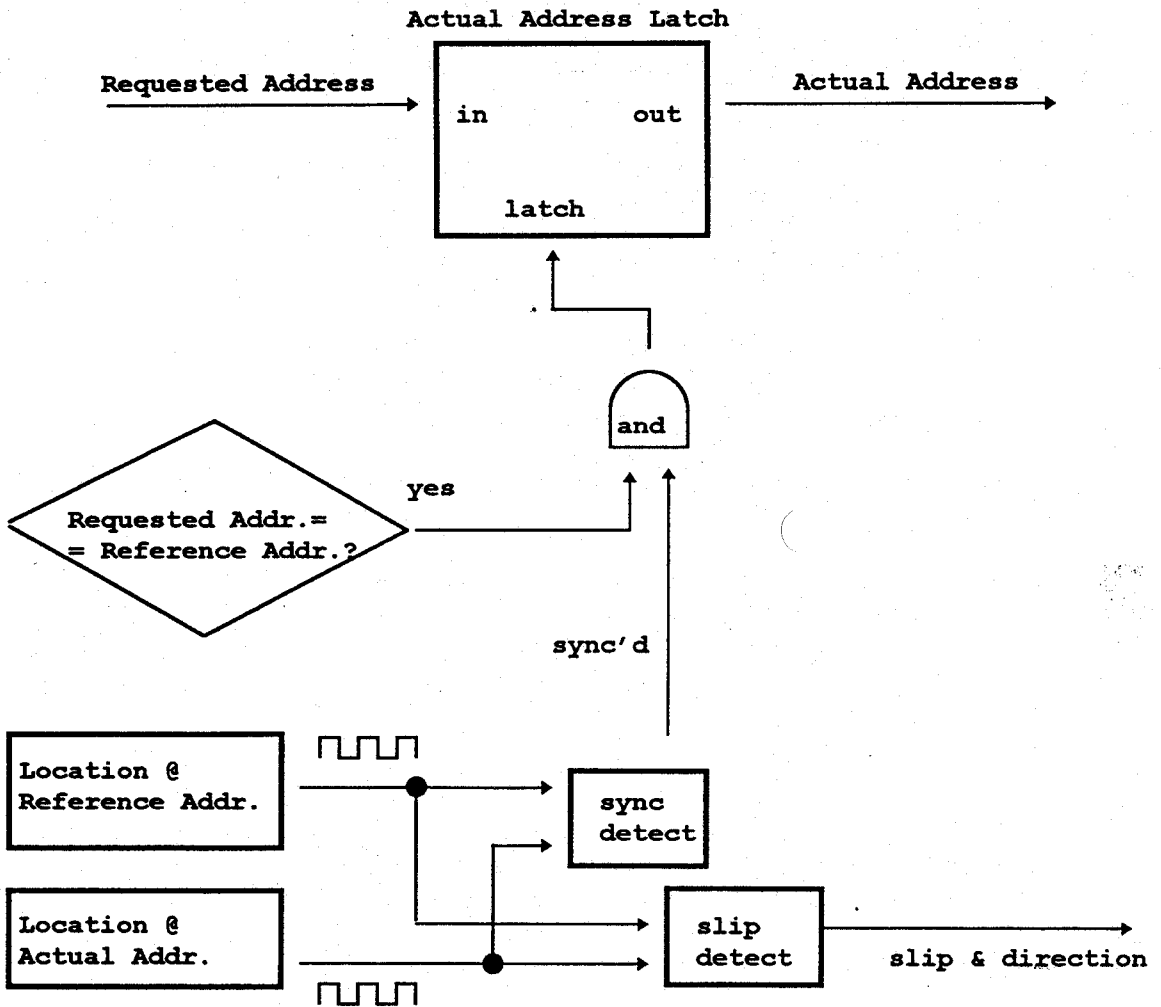 Actual Address Latch
Requested Address
Actual Address
in
out
latch
and
yes
Requested Addr.=
= Reference Addr.?
sync'd
Location @
Reference Addr.
sync
detect
Location @
Actual Addr.
slip
detect
slip & direction